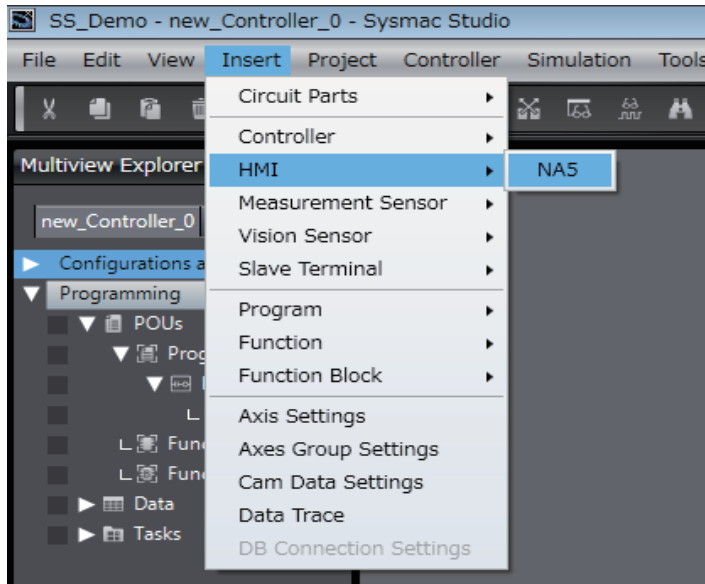 SS_Demo - new_Controller_0 - Sysmac Studio
File Edit View Insert Project Controller Simulation Tools
Multiview Explorer
new_Controller_0
Configurations a
Programming
POUs
Prog
Func
Func
Data
Tasks
Circuit Parts
Controller
HMI
NA5
Measurement Sensor
Vision Sensor
Slave Terminal
Program
Function
Function Block
Axis Settings
Axes Group Settings
Cam Data Settings
Data Trace
DB Connection Settings